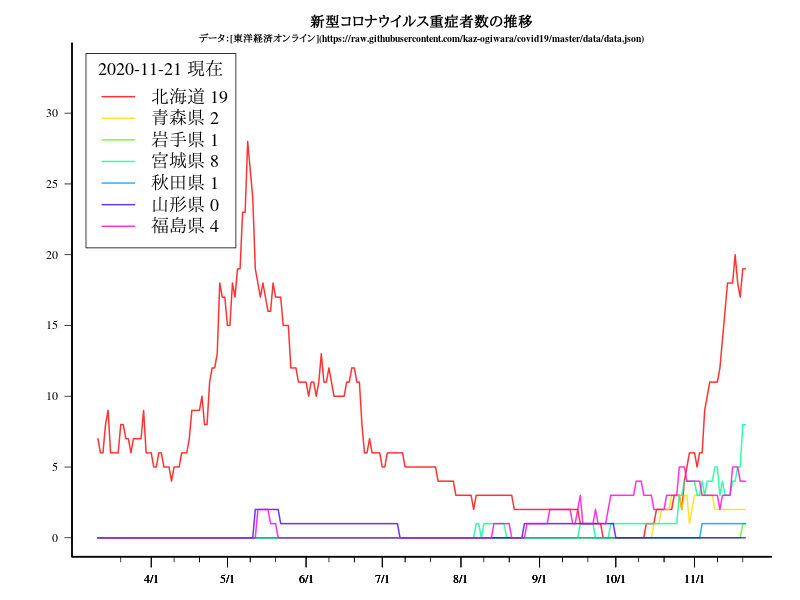 新型コロナウイルス重症者数の推移
データ:[東洋経済オンライン](https://raw.githubusercontent.com/kaz-ogiwara/covid19/master/data/data.json)
2020-11-21 現在
北海道 19
青森県 2
岩手県 1
宮城県 8
秋田県 1
山形県 0
福島県 4
30
25
20
15
10
5
0
4/1 5/1 6/1 7/1 8/1 9/1 10/1 11/1